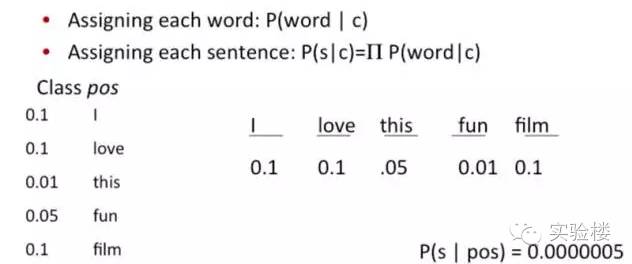 • Assigning each word: P(word | c)
• Assigning each sentence: P(s|c)=Π P(word|c)
Class pos
0.1 I
0.1 love
0.01 this
0.05 fun
0.1 film
I love this fun film
0.1 0.1 .05 0.01 0.1
P(s | pos) = 0.0000005
实验楼